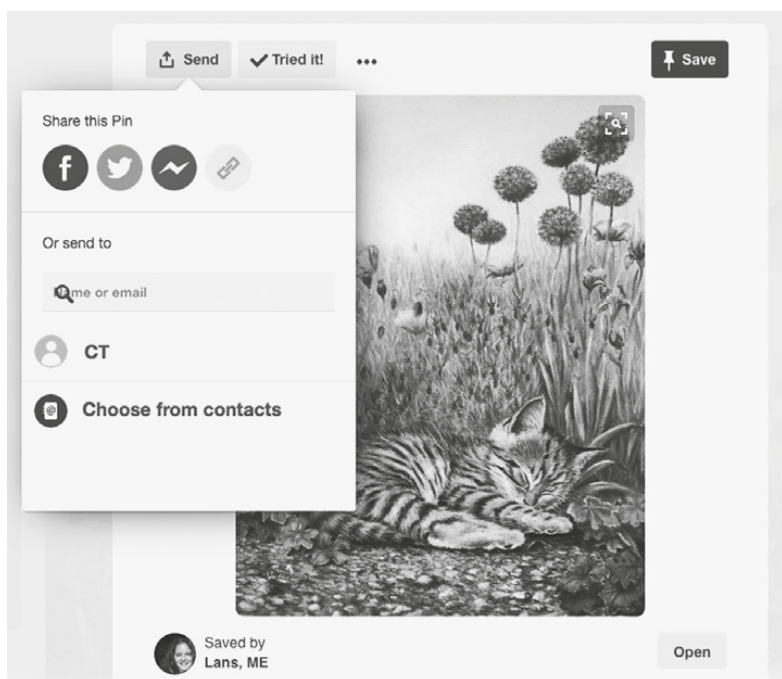 Send
Tried it!
Save
Share this Pin
Or send to
Name or email
CT
Choose from contacts
Saved by
Lans, ME
Open